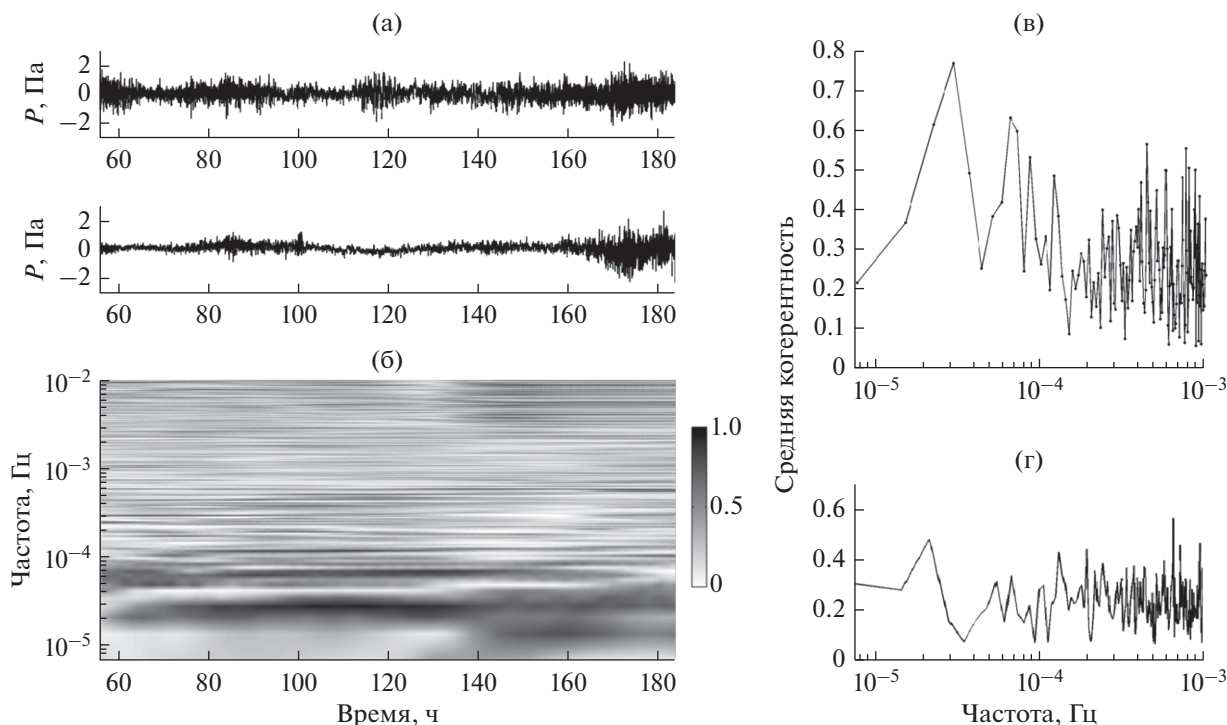 (а)
P, Па
2
0
−2
60 80 100 120 140 160 180
P, Па
2
0
−2
60 80 100 120 140 160 180
(б)
Частота, Гц
10−2
10−3
10−4
10−5
60 80 100 120 140 160 180
Время, ч
1.0
0.5
0
(в)
Средняя когерентность
0.8
0.7
0.6
0.5
0.4
0.3
0.2
0.1
0
10−5 10−4 10−3
(г)
0.6
0.4
0.2
0
10−5 10−4 10−3
Частота, Гц